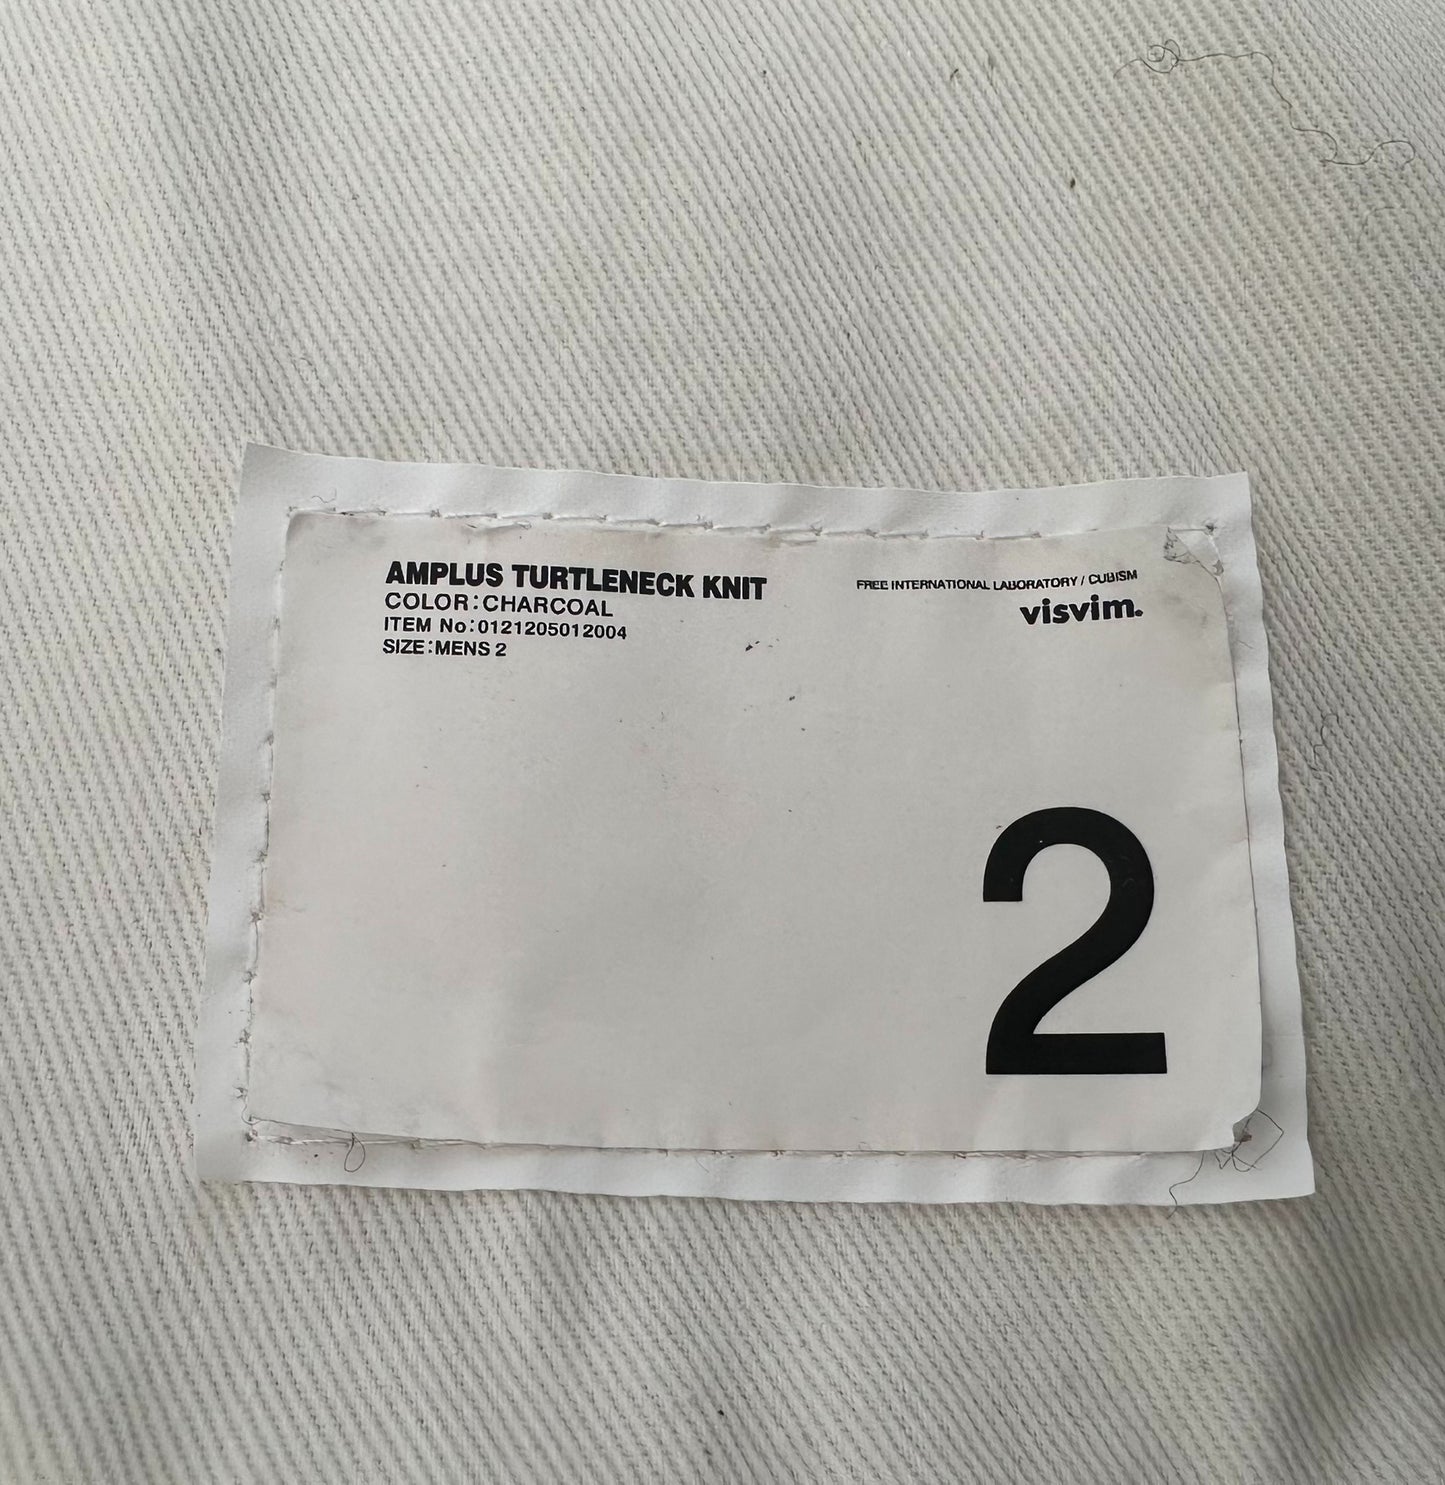 AMPLUS TURTLENECK KNIT
COLOR:CHARCOAL
ITEM No:0121205012004
SIZE:MENS 2
FREE INTERNATIONAL LABORATORY / CUBISM
visvim.
2